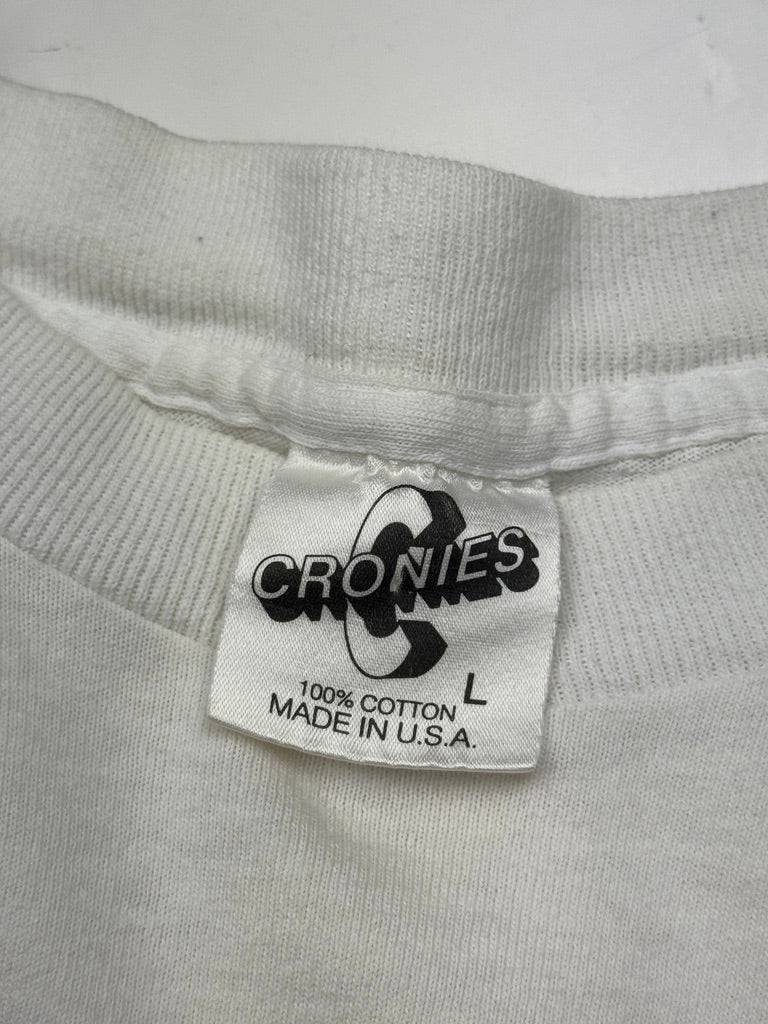 CRONIES
L
100% COTTON
MADE IN U.S.A.